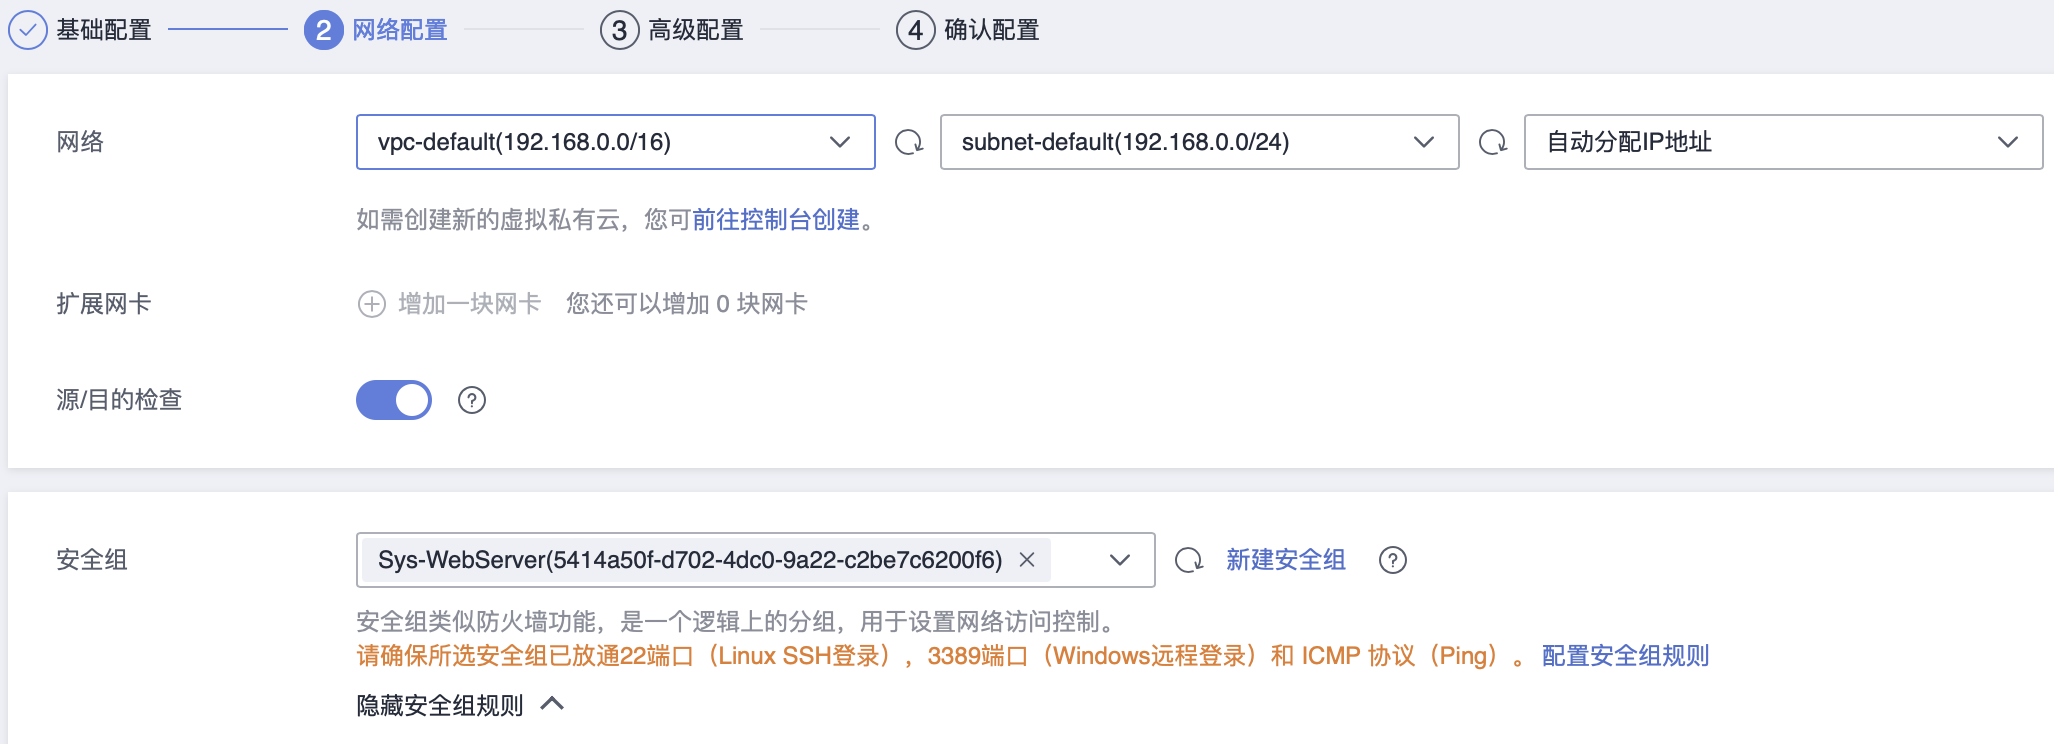 基础配置 2 网络配置 3 高级配置 4 确认配置
网络 vpc-default(192.168.0.0/16) subnet-default(192.168.0.0/24) 自动分配IP地址
如需创建新的虚拟私有云，您可前往控制台创建。
扩展网卡 增加一块网卡 您还可以增加 0 块网卡
源/目的检查 ?
安全组 Sys-WebServer(5414a50f-d702-4dc0-9a22-c2be7c6200f6) 新建安全组 ?
安全组类似防火墙功能，是一个逻辑上的分组，用于设置网络访问控制。
请确保所选安全组已放通22端口（Linux SSH登录），3389端口（Windows远程登录）和 ICMP 协议（Ping）。 配置安全组规则
隐藏安全组规则